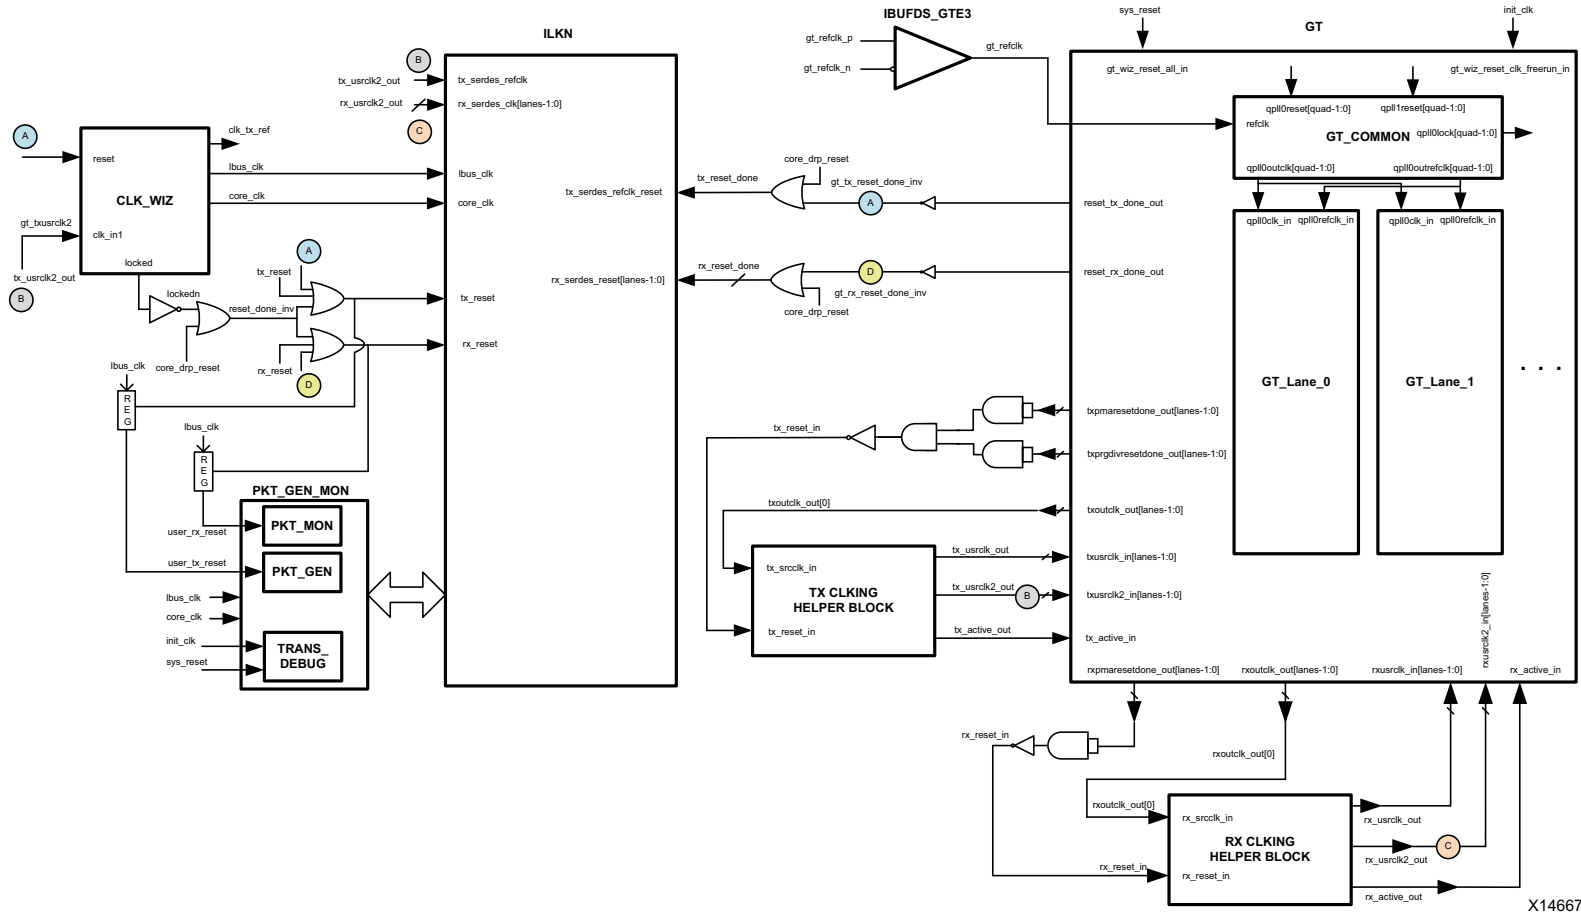 IBUFDS_GTE3
sys_reset
init_clk
ILKN
GT
gt_refclk_p
gt_refclk
gt_refclk_n
B
tx_usrclk2_out
tx_serdes_refclk
rx_usrclk2_out
rx_serdes_clk[lanes-1:0]
C
gt_wiz_reset_all_in
gt_wiz_reset_clk_freerun_in
qpll0reset[quad-1:0]
qpll1reset[quad-1:0]
refclk
GT_COMMON
qpll0lock[quad-1:0]
qpll0outclk[quad-1:0]
qpll0outrefclk[quad-1:0]
A
clk_tx_ref
reset
lbus_clk
lbus_clk
CLK_WIZ
core_clk
core_clk
gt_txusrclk2
clk_in1
locked
tx_usrclk2_out
B
core_drp_reset
tx_reset_done
gt_tx_reset_done_inv
tx_serdes_refclk_reset
A
reset_tx_done_out
qpll0clk_in
qpll0refclk_in
qpll0clk_in
qpll0refclk_in
A
tx_reset
rx_reset_done
rx_serdes_reset[lanes-1:0]
D
reset_rx_done_out
gt_rx_reset_done_inv
core_drp_reset
lockedn
reset_done_inv
tx_reset
rx_reset
core_drp_reset
rx_reset
D
lbus_clk
R
E
G
lbus_clk
R
E
G
GT_Lane_0
GT_Lane_1
. . .
txpmaresetdone_out[lanes-1:0]
tx_reset_in
txprgdivresetdone_out[lanes-1:0]
PKT_GEN_MON
PKT_MON
user_rx_reset
PKT_GEN
user_tx_reset
lbus_clk
core_clk
init_clk
TRANS_
DEBUG
sys_reset
txoutclk_out[0]
txoutclk_out[lanes-1:0]
tx_srcclk_in
tx_usrclk_out
txusrclk_in[lanes-1:0]
TX CLKING
HELPER BLOCK
tx_usrclk2_out
B
txusrclk2_in[lanes-1:0]
tx_reset_in
tx_active_out
tx_active_in
rxpmaresetdone_out[lanes-1:0]
rxoutclk_out[lanes-1:0]
rxusrclk_in[lanes-1:0]
rxusrclk2_in[lanes-1:0]
rx_active_in
rx_reset_in
rxoutclk_out[0]
rxoutclk_out[0]
rx_srcclk_in
rx_usrclk_out
RX CLKING
HELPER BLOCK
C
rx_usrclk2_out
rx_reset_in
rx_reset_in
rx_active_out
X14667